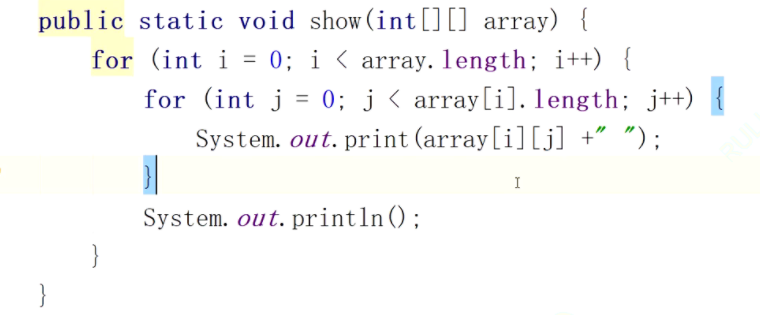 public static void show(int[][] array) {
for (int i = 0; i < array.length; i++) {
for (int j = 0; j < array[i].length; j++) {
System.out.print(array[i][j] +" ");
}
System.out.println();
}
}